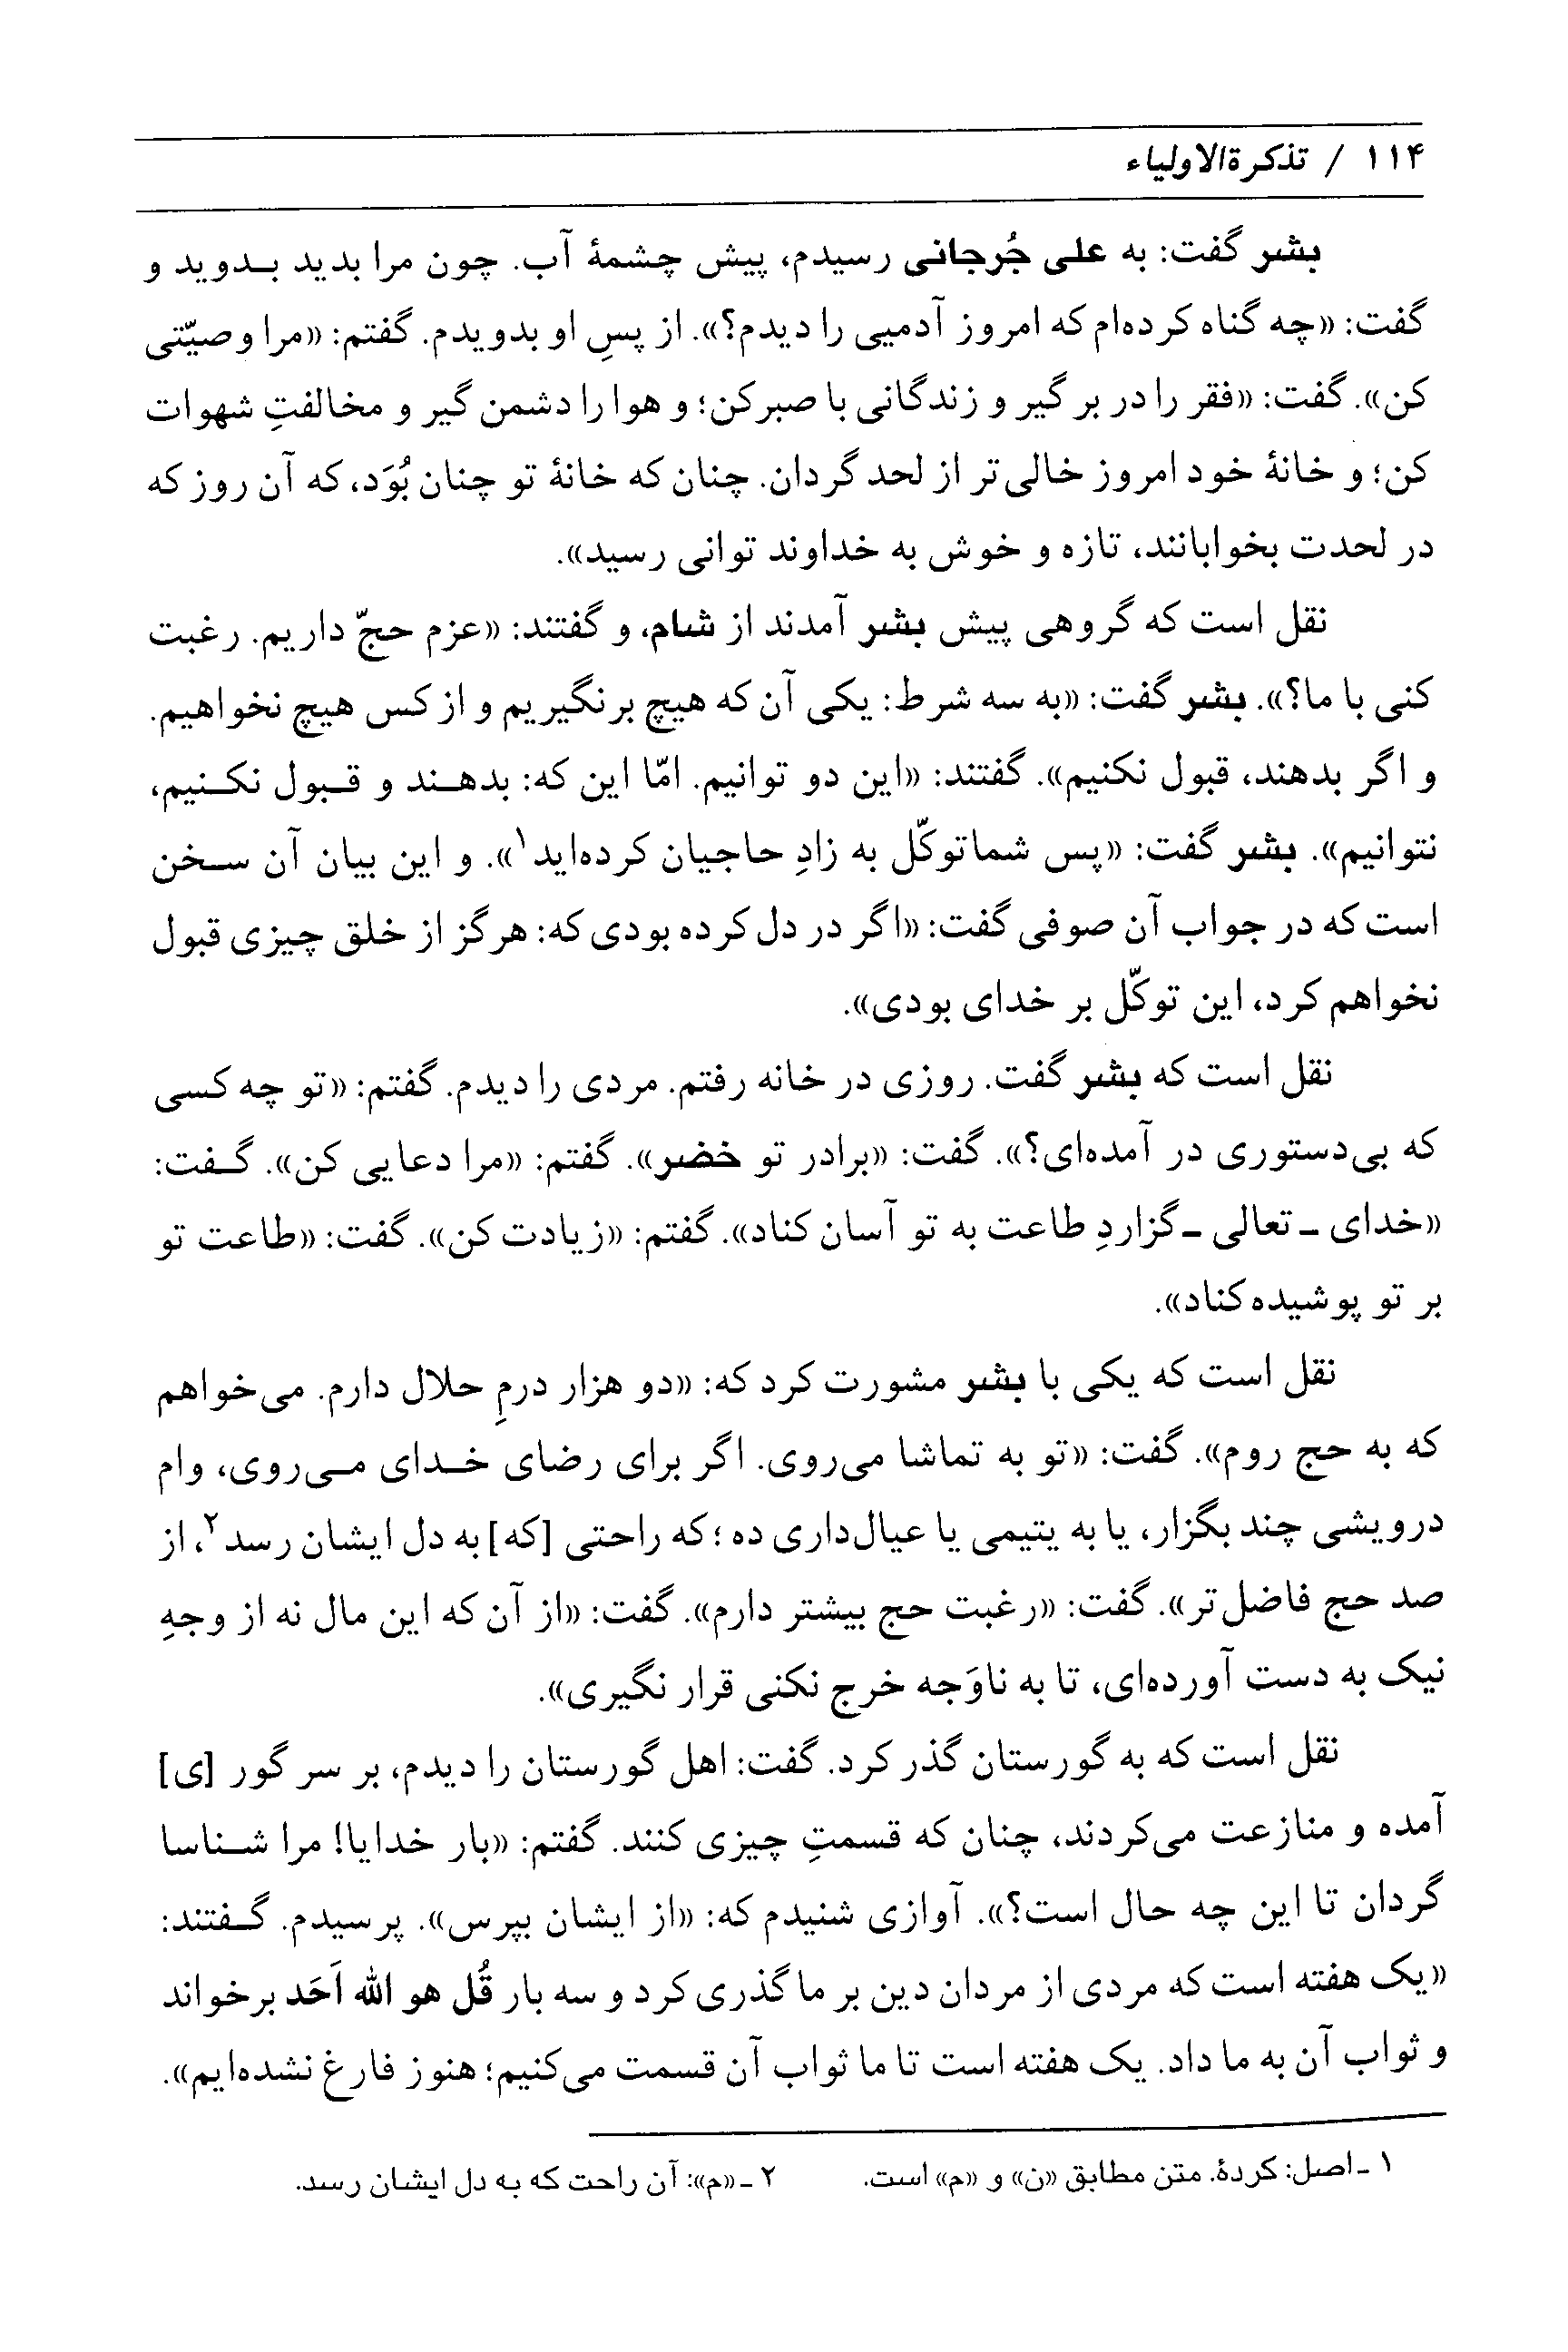 ۱۱۴ / تذکرةالاولیاء
بشر گفت: به علی جُرجانی رسیدم، پیش چشمهٔ آب. چون مرا بدید بدوید و
گفت: «چه گناه کرده‌ام که امروز آدمیی را دیدم؟». از پسِ او بدویدم. گفتم: «مرا وصیّتی
کن». گفت: «فقر را در بر گیر و زندگانی با صبر کن؛ و هوا را دشمن گیر و مخالفتِ شهوات
کن؛ و خانهٔ خود امروز خالی‌تر از لحد گردان. چنان که خانهٔ تو چنان بُوَد، که آن روز که
در لحدت بخوابانند، تازه و خوش به خداوند توانی رسید».
نقل است که گروهی پیش بشر آمدند از شام، و گفتند: «عزم حجّ داریم. رغبت
کنی با ما؟». بشر گفت: «به سه شرط: یکی آن که هیچ برنگیریم و از کس هیچ نخواهیم.
و اگر بدهند، قبول نکنیم». گفتند: «این دو توانیم. امّا این که: بدهند و قبول نکنیم،
نتوانیم». بشر گفت: «پس شما توکّل به زادِ حاجیان کرده‌اید۱». و این بیان آن سخن
است که در جواب آن صوفی گفت: «اگر در دل کرده بودی که: هرگز از خلق چیزی قبول
نخواهم کرد، این توکّل بر خدای بودی».
نقل است که بشر گفت. روزی در خانه رفتم. مردی را دیدم. گفتم: «تو چه کسی
که بی‌دستوری در آمده‌ای؟». گفت: «برادر تو خضر». گفتم: «مرا دعایی کن». گفت:
«خدای ـ تعالی ـ گزاردِ طاعت به تو آسان کناد». گفتم: «زیادت کن». گفت: «طاعت تو
بر تو پوشیده کناد».
نقل است که یکی با بشر مشورت کرد که: «دو هزار درمِ حلال دارم. می‌خواهم
که به حج روم». گفت: «تو به تماشا می‌روی. اگر برای رضای خدای می‌روی، وام
درویشی چند بگزار، یا به یتیمی یا عیال‌داری ده؛ که راحتی [که] به دل ایشان رسد۲، از
صد حج فاضل‌تر». گفت: «رغبت حج بیشتر دارم». گفت: «از آن که این مال نه از وجهِ
نیک به دست آورده‌ای، تا به ناوَجه خرج نکنی قرار نگیری».
نقل است که به گورستان گذر کرد. گفت: اهل گورستان را دیدم، بر سر گور [ی]
آمده و منازعت می‌کردند، چنان که قسمتِ چیزی کنند. گفتم: «بار خدایا! مرا شناسا
گردان تا این چه حال است؟». آوازی شنیدم که: «از ایشان بپرس». پرسیدم. گفتند:
«یک هفته است که مردی از مردان دین بر ما گذری کرد و سه بار قُل هو الله اَحَد برخواند
و ثواب آن به ما داد. یک هفته است تا ما ثواب آن قسمت می‌کنیم؛ هنوز فارغ نشده‌ایم».
۱ ـ اصل: کردهٔ. متن مطابق «ن» و «م» است. ۲ ـ «م»: آن راحت که به دل ایشان رسد.